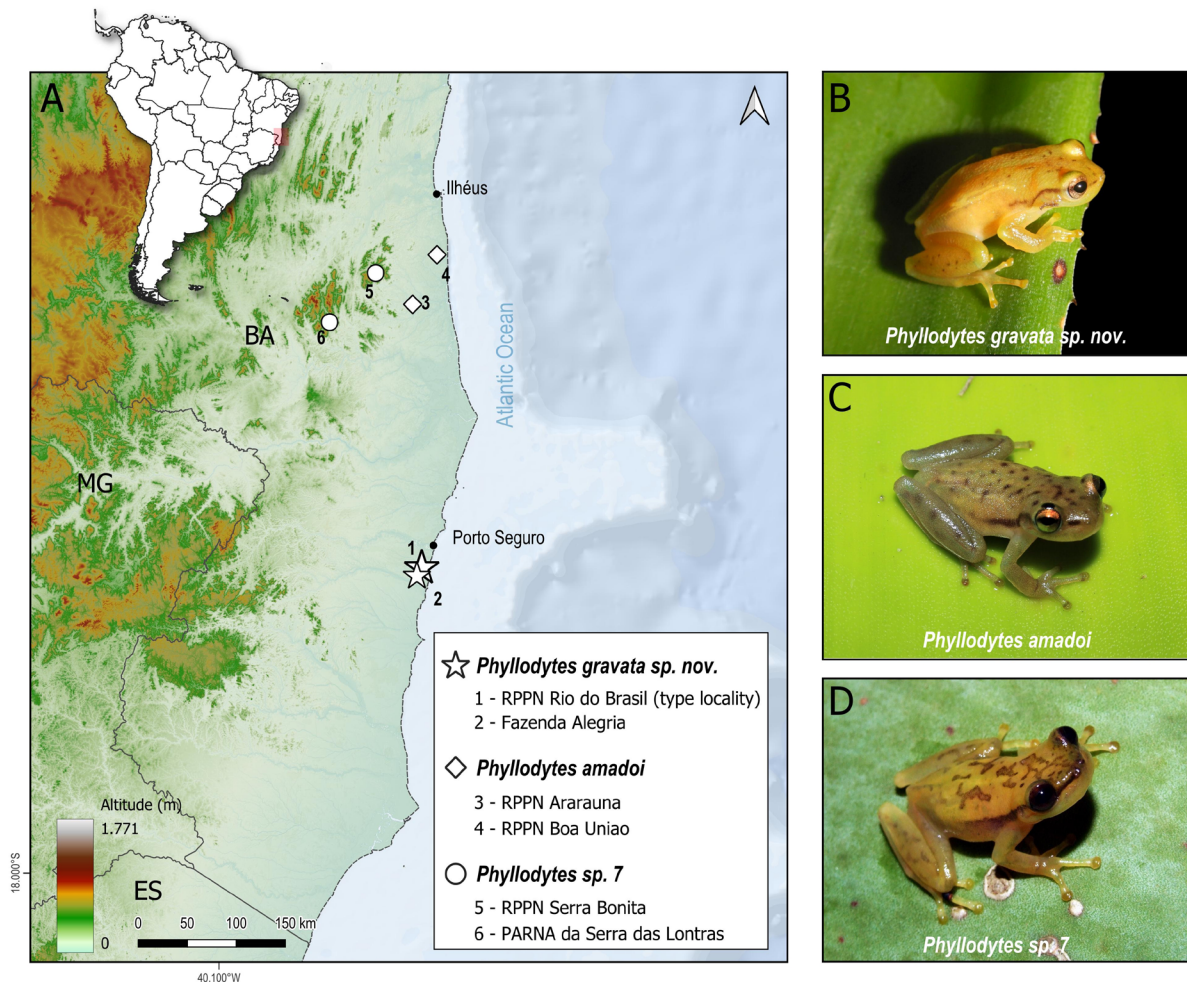 A
Ilhéus
4
5
3
6
BA
Atlantic Ocean
MG
1
Porto Seguro
2
Phyllodytes gravata sp. nov.
1 - RPPN Rio do Brasil (type locality)
2 - Fazenda Alegria
Phyllodytes amadoi
3 - RPPN Ararauna
4 - RPPN Boa Uniao
Phyllodytes sp. 7
5 - RPPN Serra Bonita
6 - PARNA da Serra das Lontras
Altitude (m)
1.771
0
ES
0 50 100 150 km
18.000°S
40.100°W
B
Phyllodytes gravata sp. nov.
C
Phyllodytes amadoi
D
Phyllodytes sp. 7